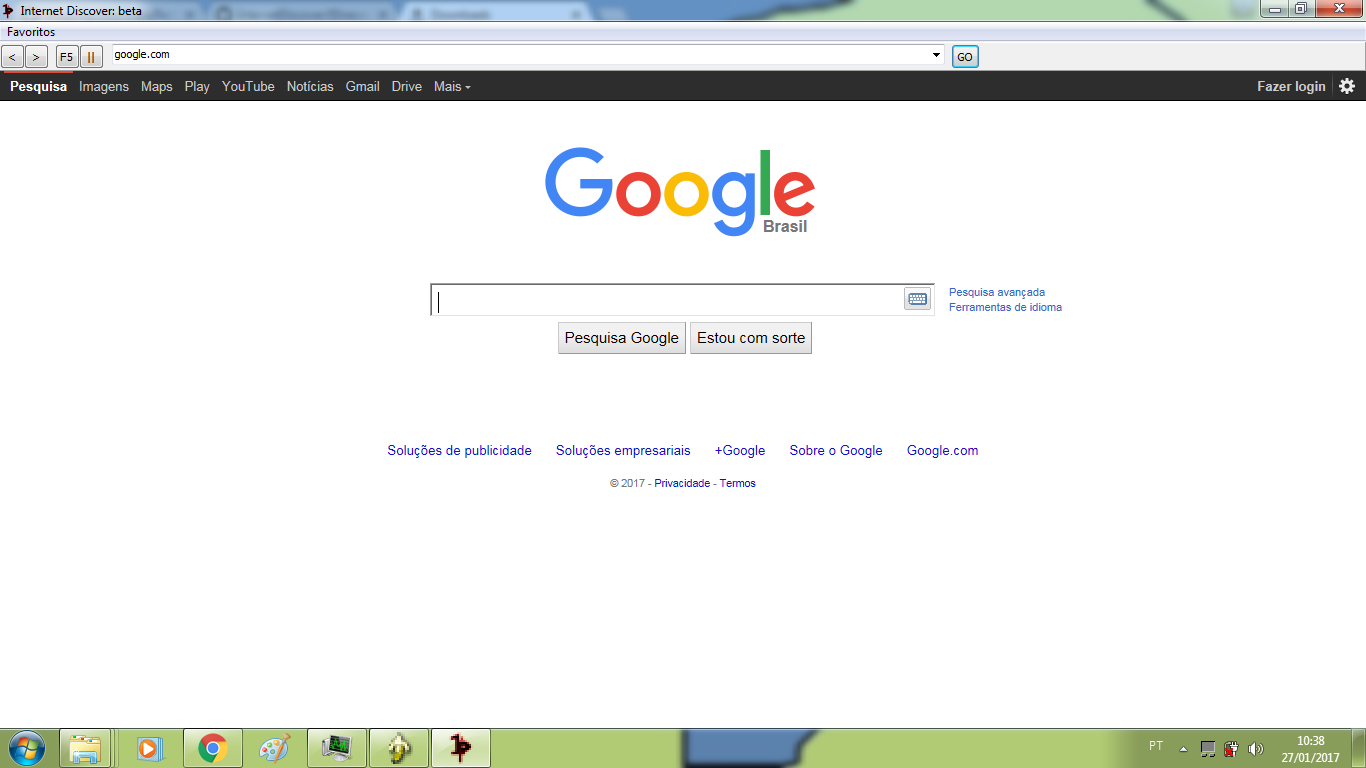 Internet Discover: beta
Downloads
Favoritos
< > F5 || google.com GO
Pesquisa Imagens Maps Play YouTube Notícias Gmail Drive Mais Fazer login
Google
Brasil
Pesquisa avançada
Ferramentas de idioma
Pesquisa Google Estou com sorte
Soluções de publicidade Soluções empresariais +Google Sobre o Google Google.com
© 2017 - Privacidade - Termos
PT 10:38
27/01/2017